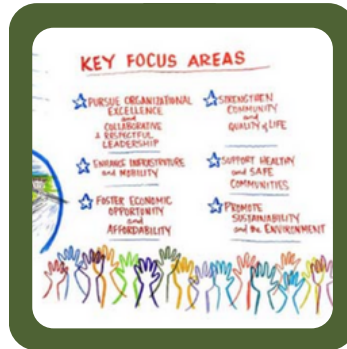 KEY FOCUS AREAS
PURSUE ORGANIZATIONAL
EXCELLENCE
and
COLLABORATIVE
& RESPECTFUL
LEADERSHIP
ENHANCE INFRASTRUCTURE
and MOBILITY
FOSTER ECONOMIC
OPPORTUNITY
and
AFFORDABILITY
STRENGTHEN
COMMUNITY
and
QUALITY of LIFE
SUPPORT HEALTHY
and SAFE
COMMUNITIES
PROMOTE
SUSTAINABILITY
and the ENVIRONMENT